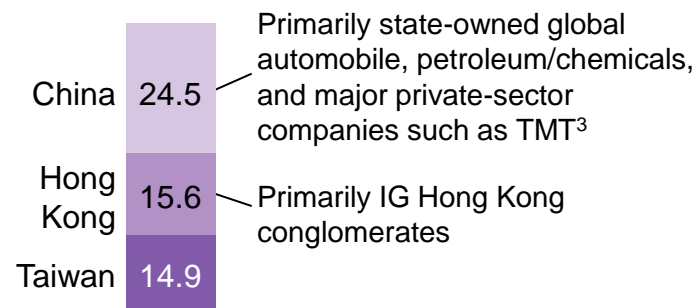 Primarily state-owned global
automobile, petroleum/chemicals,
and major private-sector
companies such as TMT3
China 24.5
Hong
Kong
15.6
Primarily IG Hong Kong
conglomerates
Taiwan 14.9